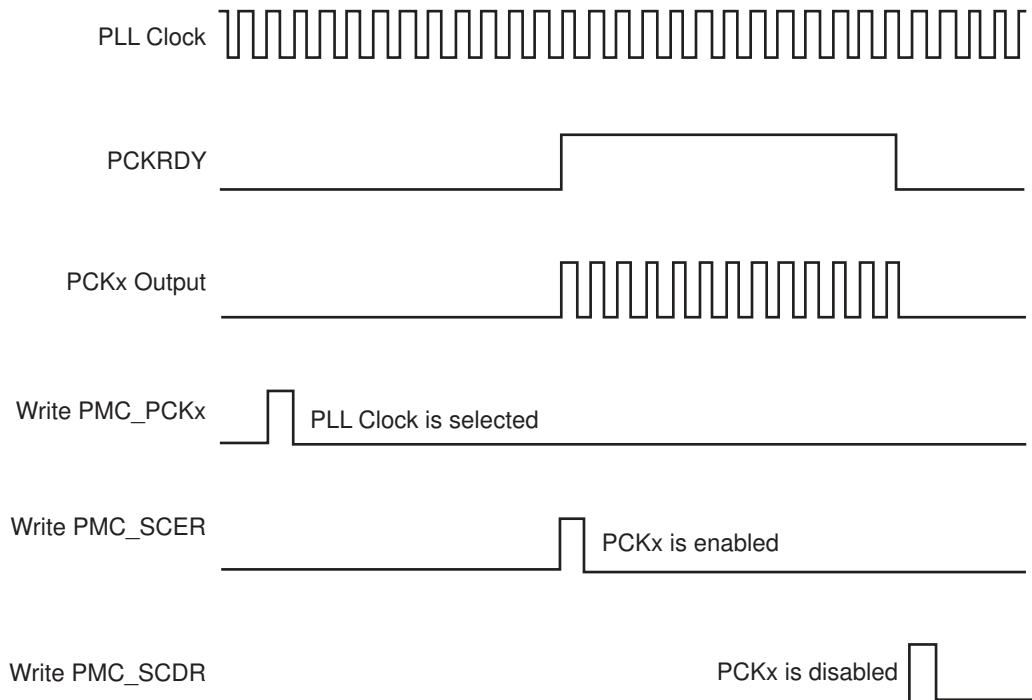 PLL Clock
PCKRDY
PCKx Output
Write PMC_PCKx
PLL Clock is selected
Write PMC_SCER
PCKx is enabled
Write PMC_SCDR
PCKx is disabled